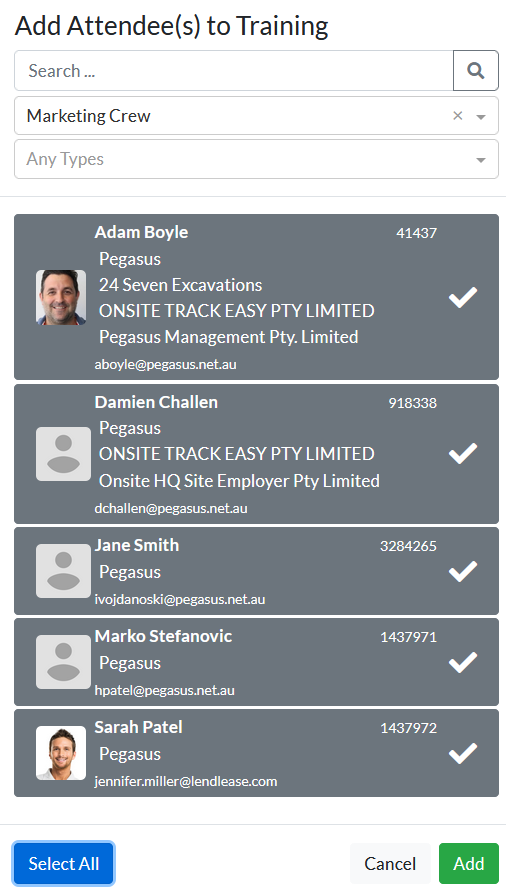 Add Attendee(s) to Training
Search ...
Marketing Crew ×
Any Types
Adam Boyle 41437
Pegasus
24 Seven Excavations
ONSITE TRACK EASY PTY LIMITED
Pegasus Management Pty. Limited
aboyle@pegasus.net.au
Damien Challen 918338
Pegasus
ONSITE TRACK EASY PTY LIMITED
Onsite HQ Site Employer Pty Limited
dchallen@pegasus.net.au
Jane Smith 3284265
Pegasus
ivojdanoski@pegasus.net.au
Marko Stefanovic 1437971
Pegasus
hpatel@pegasus.net.au
Sarah Patel 1437972
Pegasus
jennifer.miller@lendlease.com
Select All Cancel Add